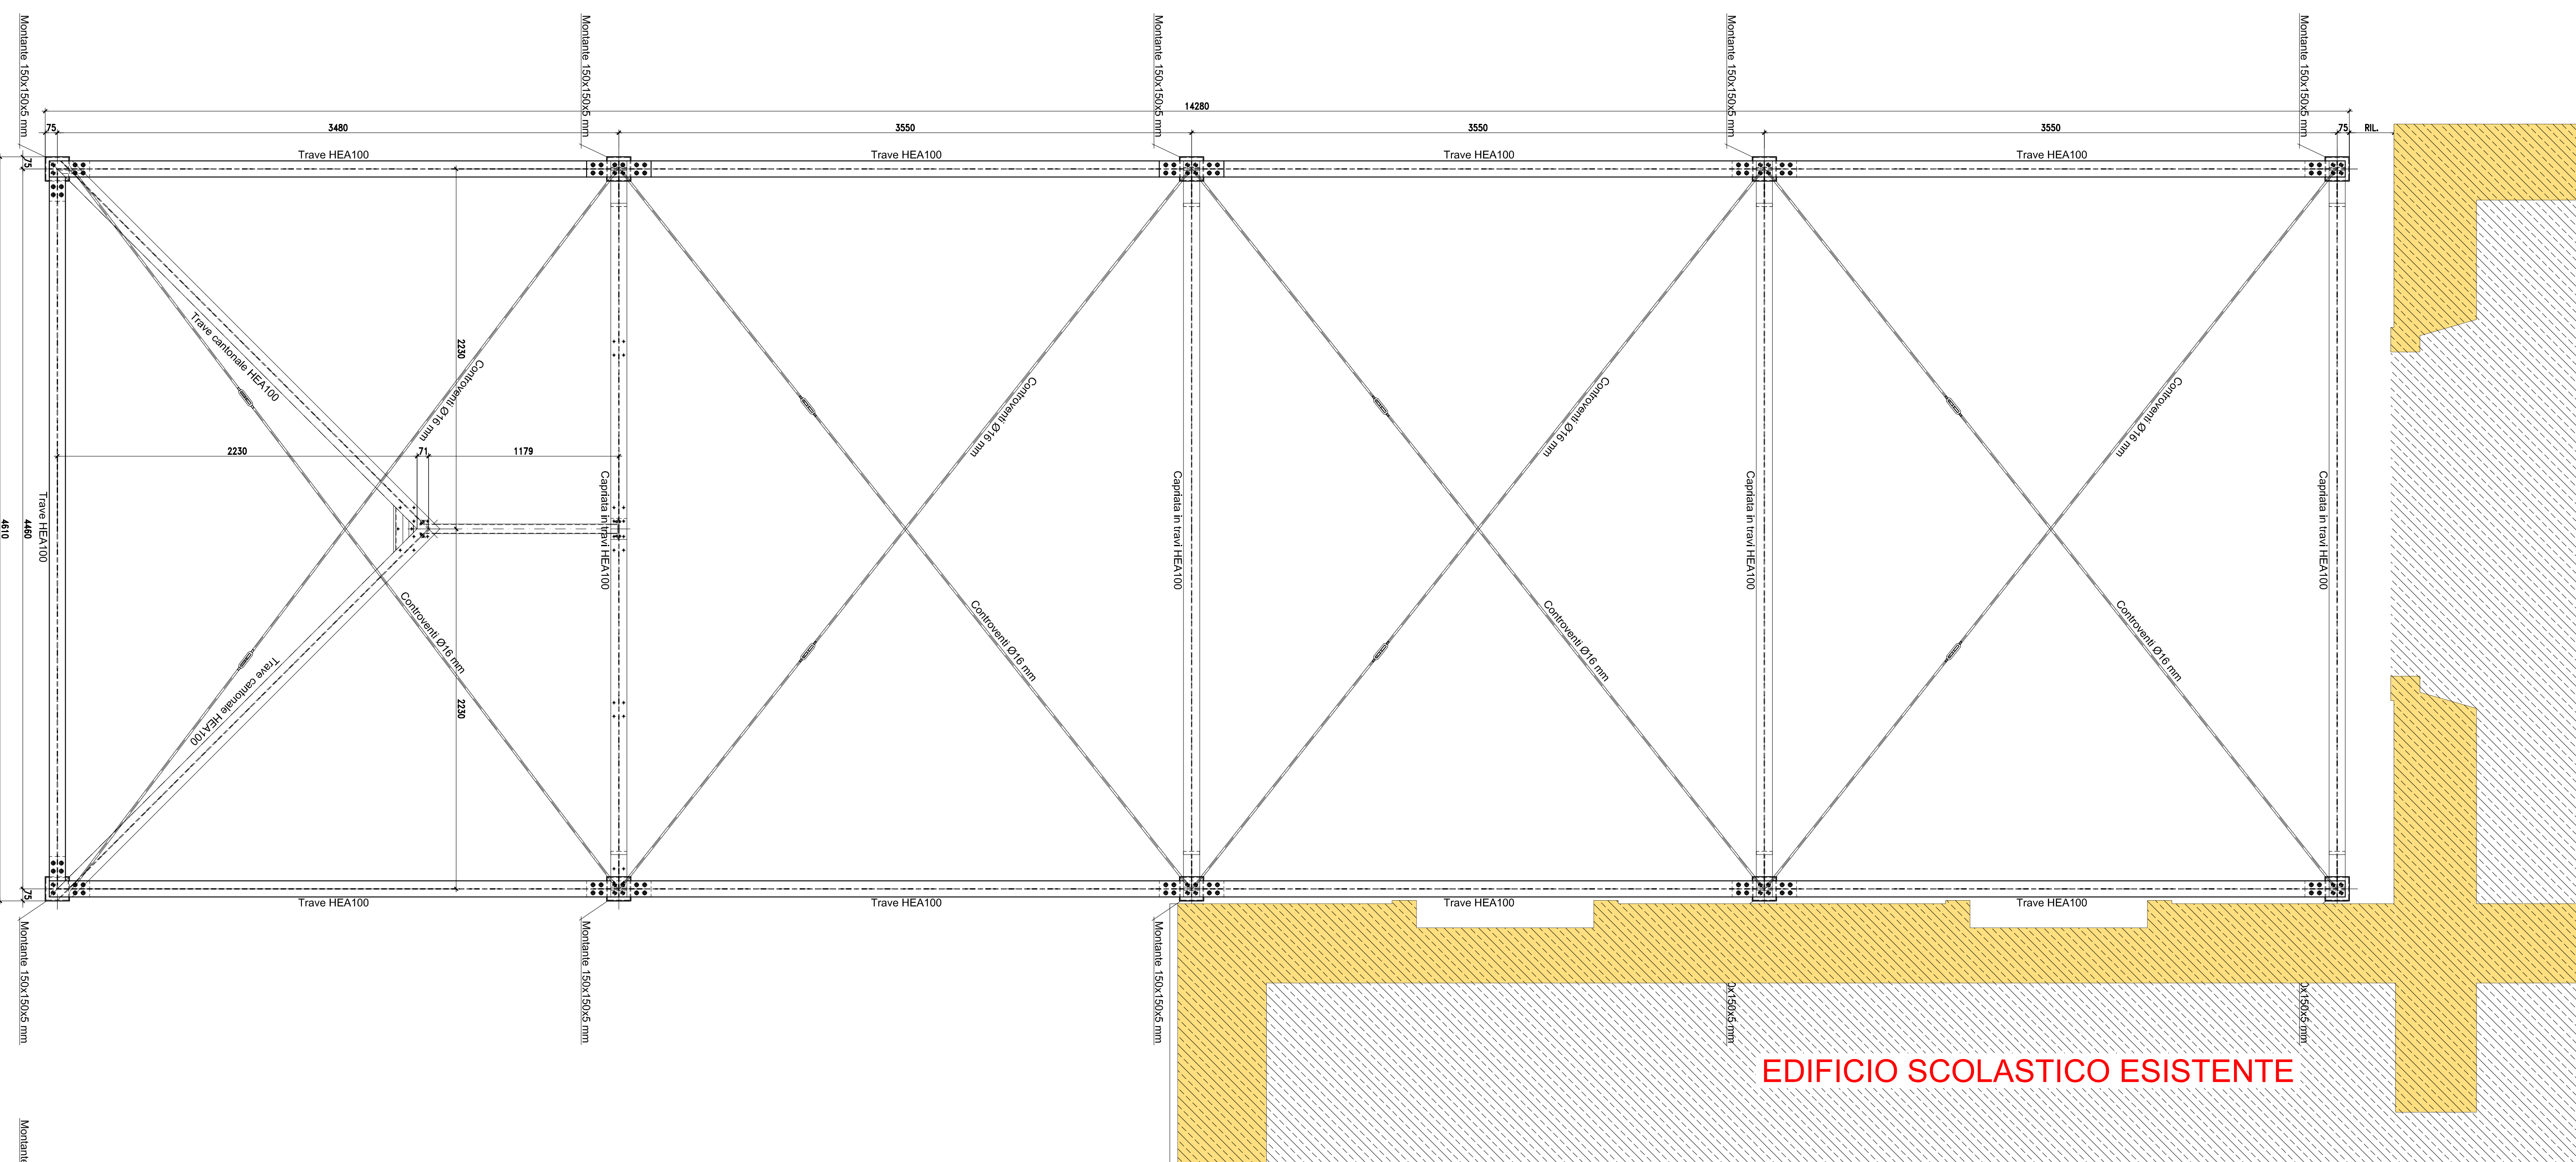 Montante 150x150x5 mm
Montante 150x150x5 mm
Montante 150x150x5 mm
Montante 150x150x5 mm
Montante 150x150x5 mm
14280
75
3480
3550
3550
3550
75
RIL.
Trave HEA100
Trave HEA100
Trave HEA100
Trave HEA100
75
Trave cantonale HEA100
2230
Controventi Ø16 mm
Controventi Ø16 mm
Controventi Ø16 mm
Controventi Ø16 mm
2230
71
1179
4610
4460
Trave HEA100
Capriata in travi HEA100
Capriata in travi HEA100
Capriata in travi HEA100
Capriata in travi HEA100
Controventi Ø16 mm
Controventi Ø16 mm
Controventi Ø16 mm
Controventi Ø16 mm
Trave cantonale HEA100
2230
75
Trave HEA100
Trave HEA100
Trave HEA100
Trave HEA100
Montante 150x150x5 mm
Montante 150x150x5 mm
Montante 150x150x5 mm
0x150x5 mm
0x150x5 mm
EDIFICIO SCOLASTICO ESISTENTE
Montante